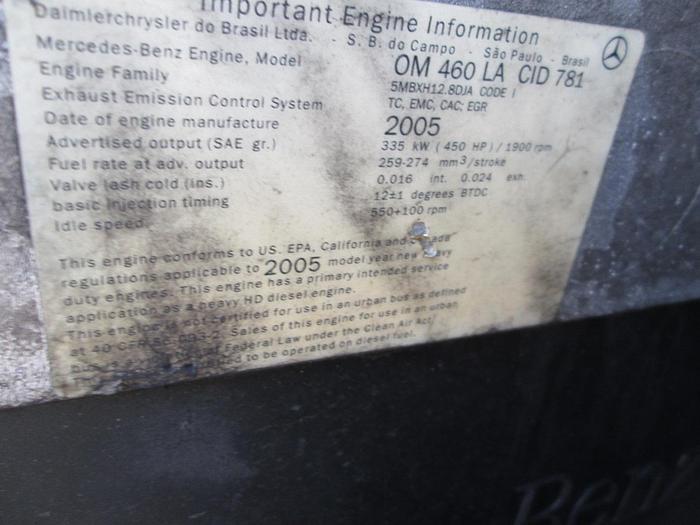 Important Engine Information
Daimlerchrysler do Brasil Ltda. - S. B. do Campo - São Paulo - Brasil
Mercedes-Benz Engine, Model OM 460 LA CID 781
Engine Family 5MBXH12.8DJA CODE I
Exhaust Emission Control System TC, EMC, CAC; EGR
Date of engine manufacture 2005
Advertised output (SAE gr.) 335 kW ( 450 HP ) / 1900 rpm
Fuel rate at adv. output 259-274 mm3/stroke
Valve lash cold (ins.) 0.016 int. 0.024 exh.
basic injection timing 12±1 degrees BTDC
Idle speed 550+100 rpm
This engine conforms to US. EPA, California and
regulations applicable to 2005 model year new
duty engines. This engine has a primary intended service
application as a heavy HD diesel engine.
This engine is not certified for use in an urban bus as defined
at 40 Sales of this engine for use in an urban
of Federal Law under the Clean Air Act.
to be operated on diesel fuel.
Benz